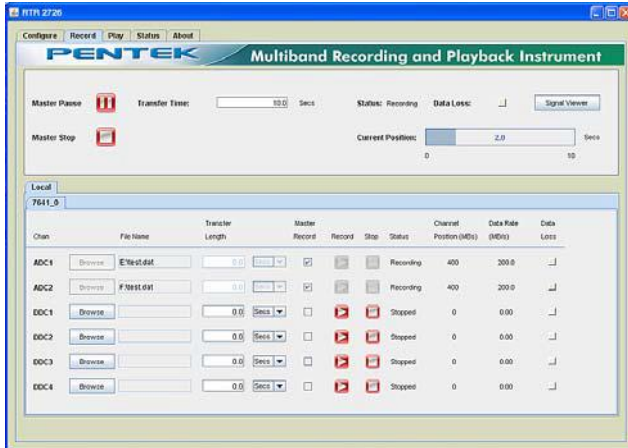 RTR 2726
Configure Record Play Status About
PENTEK Multiband Recording and Playback Instrument
Master Pause Transfer Time: 10.0 Secs Status: Recording Data Loss: Signal Viewer
Master Stop Current Position: 2.0 Secs
0 10
Local
7641_0
Transfer Master Channel Data Rate Data
Chan File Name Length Record Record Stop Status Position (MBs) (MB/s) Loss
ADC1 Browse E:\test.dat 0.0 Secs Recording 400 200.0
ADC2 Browse F:\test.dat 0.0 Secs Recording 400 200.0
DDC1 Browse 0.0 Secs Stopped 0 0.00
DDC2 Browse 0.0 Secs Stopped 0 0.00
DDC3 Browse 0.0 Secs Stopped 0 0.00
DDC4 Browse 0.0 Secs Stopped 0 0.00